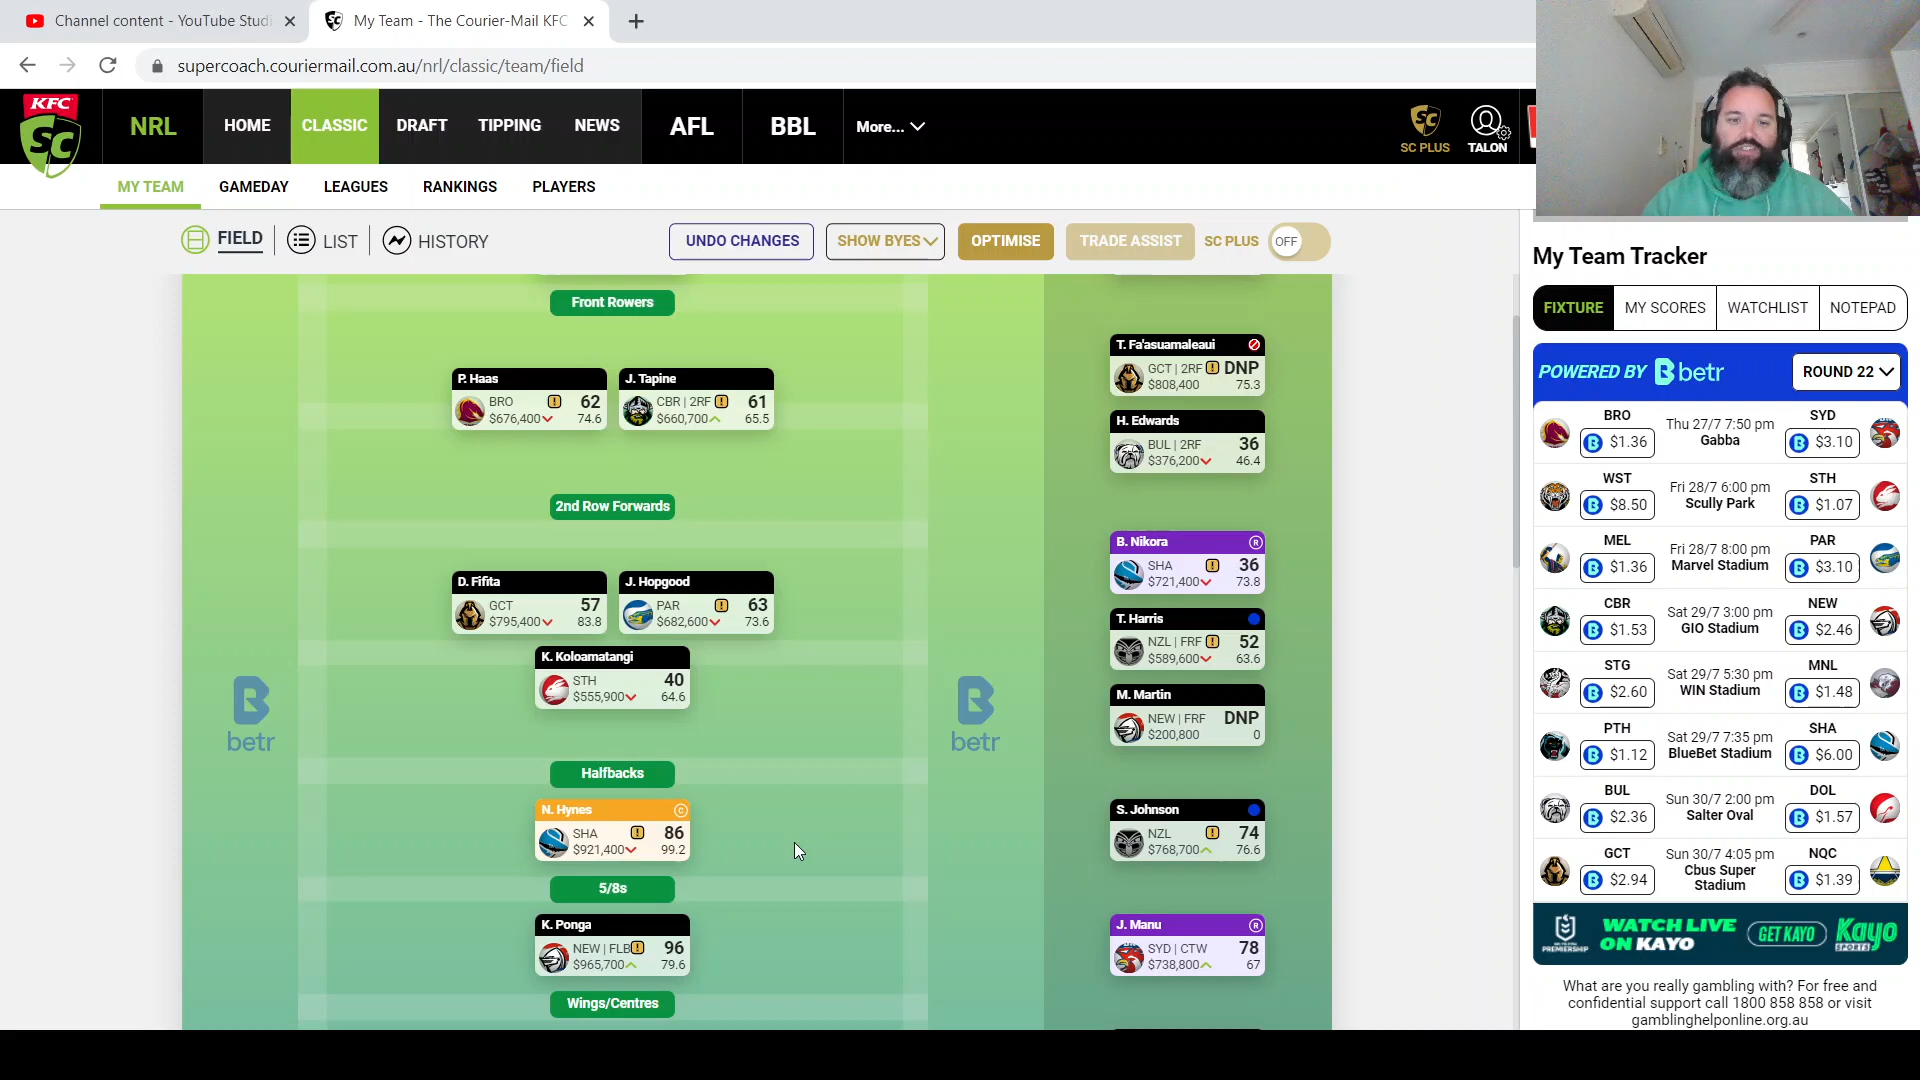 Channel content - YouTube Studi
My Team - The Courier-Mail KFC
supercoach.couriermail.com.au/nrl/classic/team/field
KFC
SC
NRL
HOME
CLASSIC
DRAFT
TIPPING
NEWS
AFL
BBL
More...
SC
SC PLUS
TALON
MY TEAM
GAMEDAY
LEAGUES
RANKINGS
PLAYERS
FIELD
LIST
HISTORY
UNDO CHANGES
SHOW BYES
OPTIMISE
TRADE ASSIST
SC PLUS
OFF
Front Rowers
P. Haas
BRO ! 62
$676,400 74.6
J. Tapine
CBR | 2RF ! 61
$660,700 65.5
T. Fa'asuamaleaui
GCT | 2RF ! DNP
$808,400 75.3
H. Edwards
BUL | 2RF 36
$376,200 46.4
2nd Row Forwards
D. Fifita
GCT 57
$795,400 83.8
J. Hopgood
PAR ! 63
$682,600 73.6
K. Koloamatangi
STH 40
$555,900 64.6
B. Nikora R
SHA ! 36
$721,400 73.8
T. Harris
NZL | FRF ! 52
$589,600 63.6
M. Martin
NEW | FRF DNP
$200,800 0
betr
betr
Halfbacks
N. Hynes C
SHA ! 86
$921,400 99.2
S. Johnson
NZL ! 74
$768,700 76.6
5/8s
K. Ponga
NEW | FLB ! 96
$965,700 79.6
J. Manu R
SYD | CTW 78
$738,800 67
Wings/Centres
My Team Tracker
FIXTURE
MY SCORES
WATCHLIST
NOTEPAD
POWERED BY betr
ROUND 22
BRO Thu 27/7 7:50 pm SYD
$1.36 Gabba $3.10
WST Fri 28/7 6:00 pm STH
$8.50 Scully Park $1.07
MEL Fri 28/7 8:00 pm PAR
$1.36 Marvel Stadium $3.10
CBR Sat 29/7 3:00 pm NEW
$1.53 GIO Stadium $2.46
STG Sat 29/7 5:30 pm MNL
$2.60 WIN Stadium $1.48
PTH Sat 29/7 7:35 pm SHA
$1.12 BlueBet Stadium $6.00
BUL Sun 30/7 2:00 pm DOL
$2.36 Salter Oval $1.57
GCT Sun 30/7 4:05 pm NQC
$2.94 Cbus Super $1.39
Stadium
NRL
PREMIERSHIP
WATCH LIVE
ON KAYO
GET KAYO
Kayo
SPORTS
What are you really gambling with? For free and
confidential support call 1800 858 858 or visit
gamblinghelponline.org.au